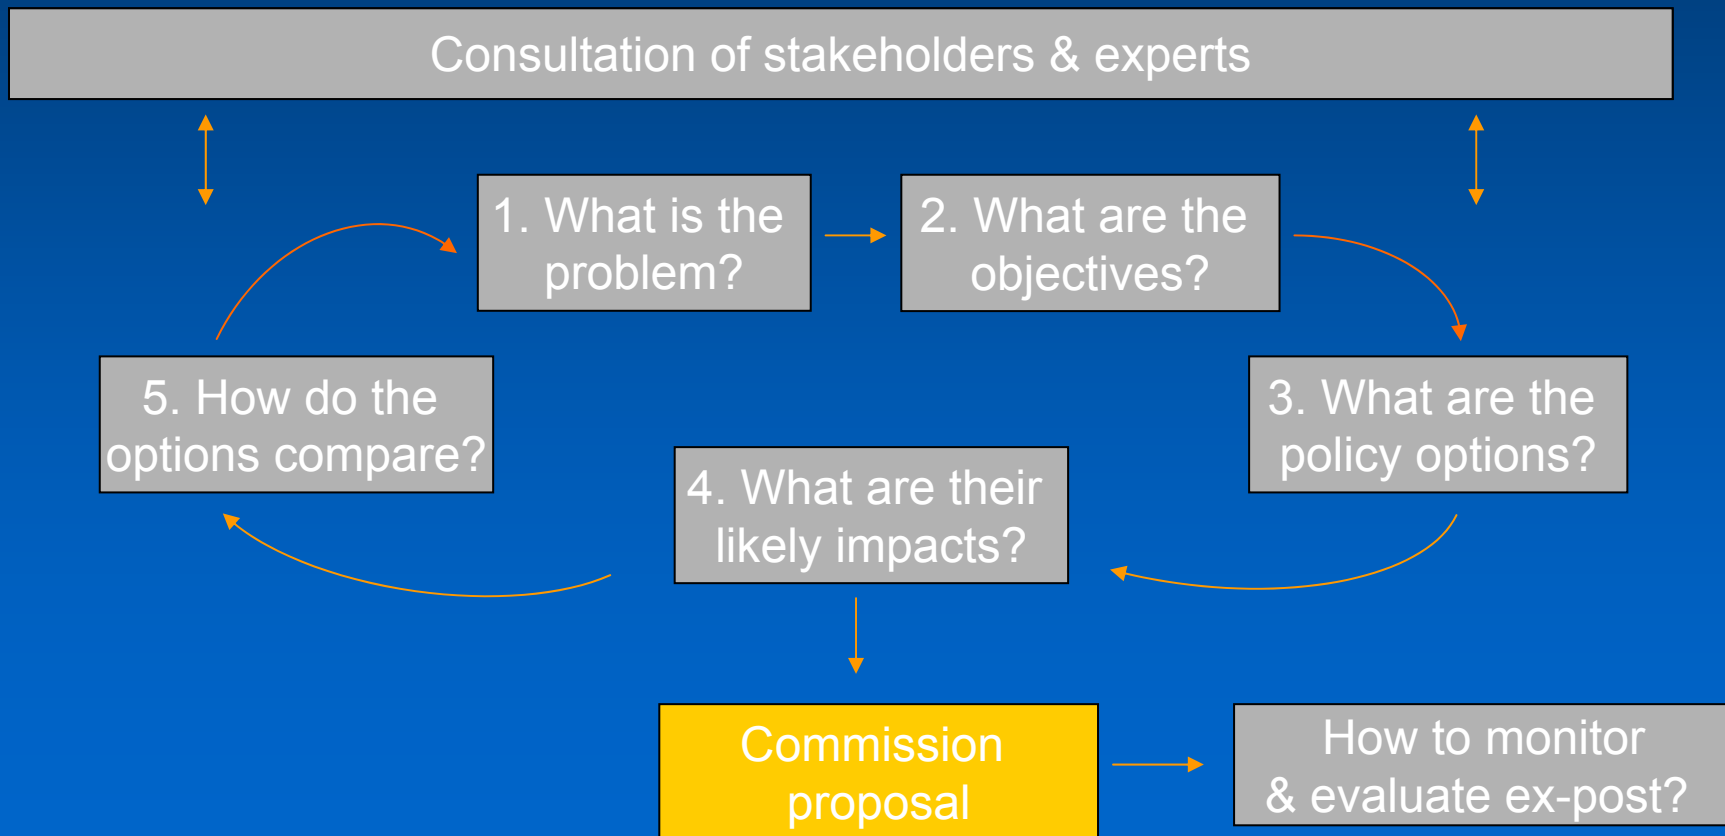 Consultation of stakeholders & experts
1. What is the
problem?
2. What are the
objectives?
3. What are the
policy options?
4. What are their
likely impacts?
5. How do the
options compare?
Commission
proposal
How to monitor
& evaluate ex-post?